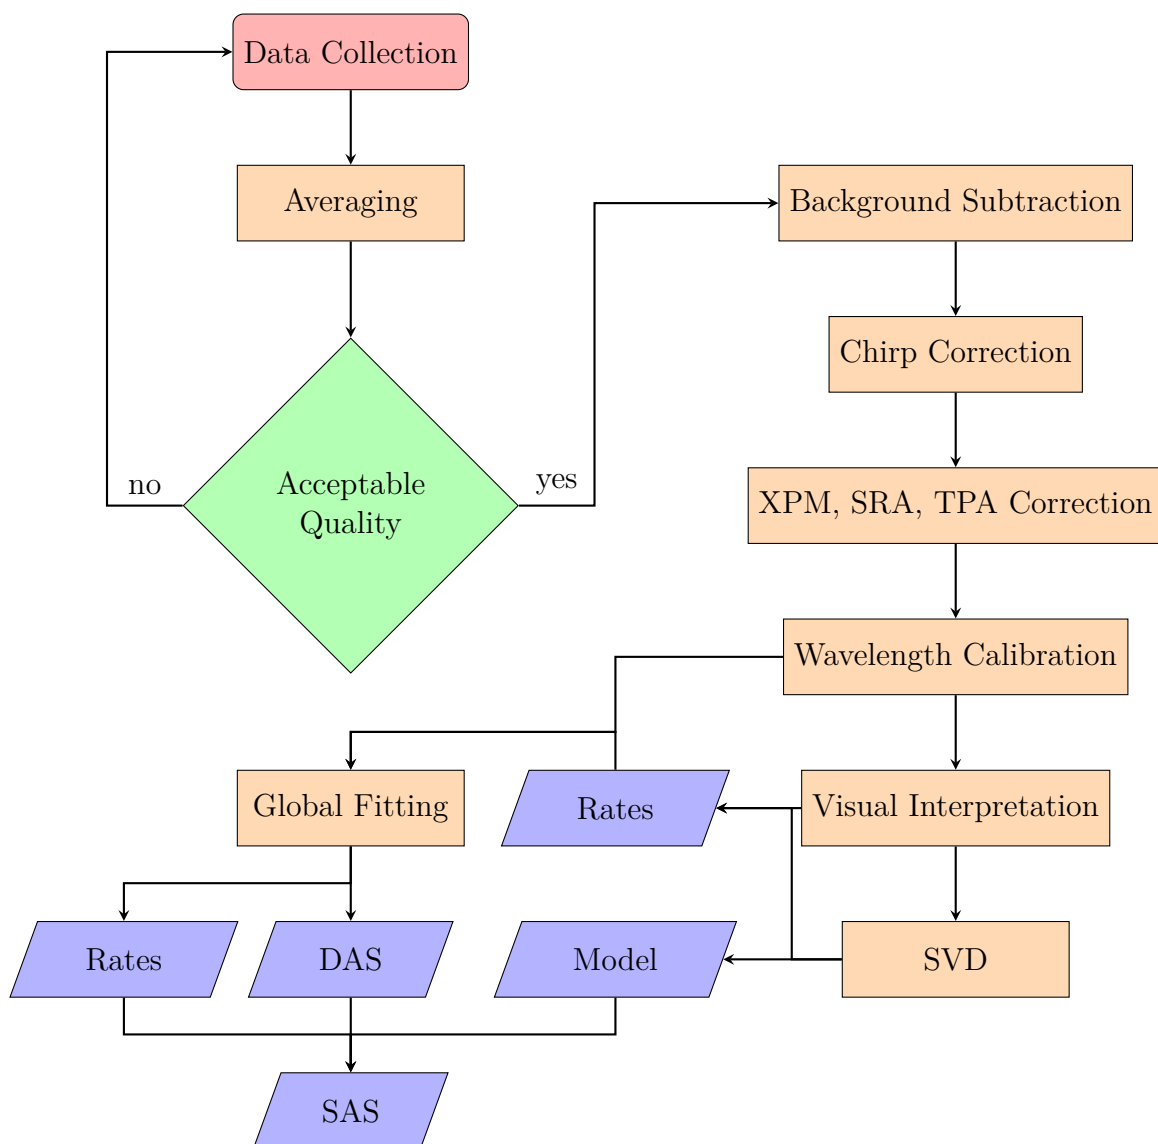 Data Collection
Averaging
Background Subtraction
Chirp Correction
no
Acceptable
Quality
yes
XPM, SRA, TPA Correction
Wavelength Calibration
Global Fitting
Rates
Visual Interpretation
Rates
DAS
Model
SVD
SAS